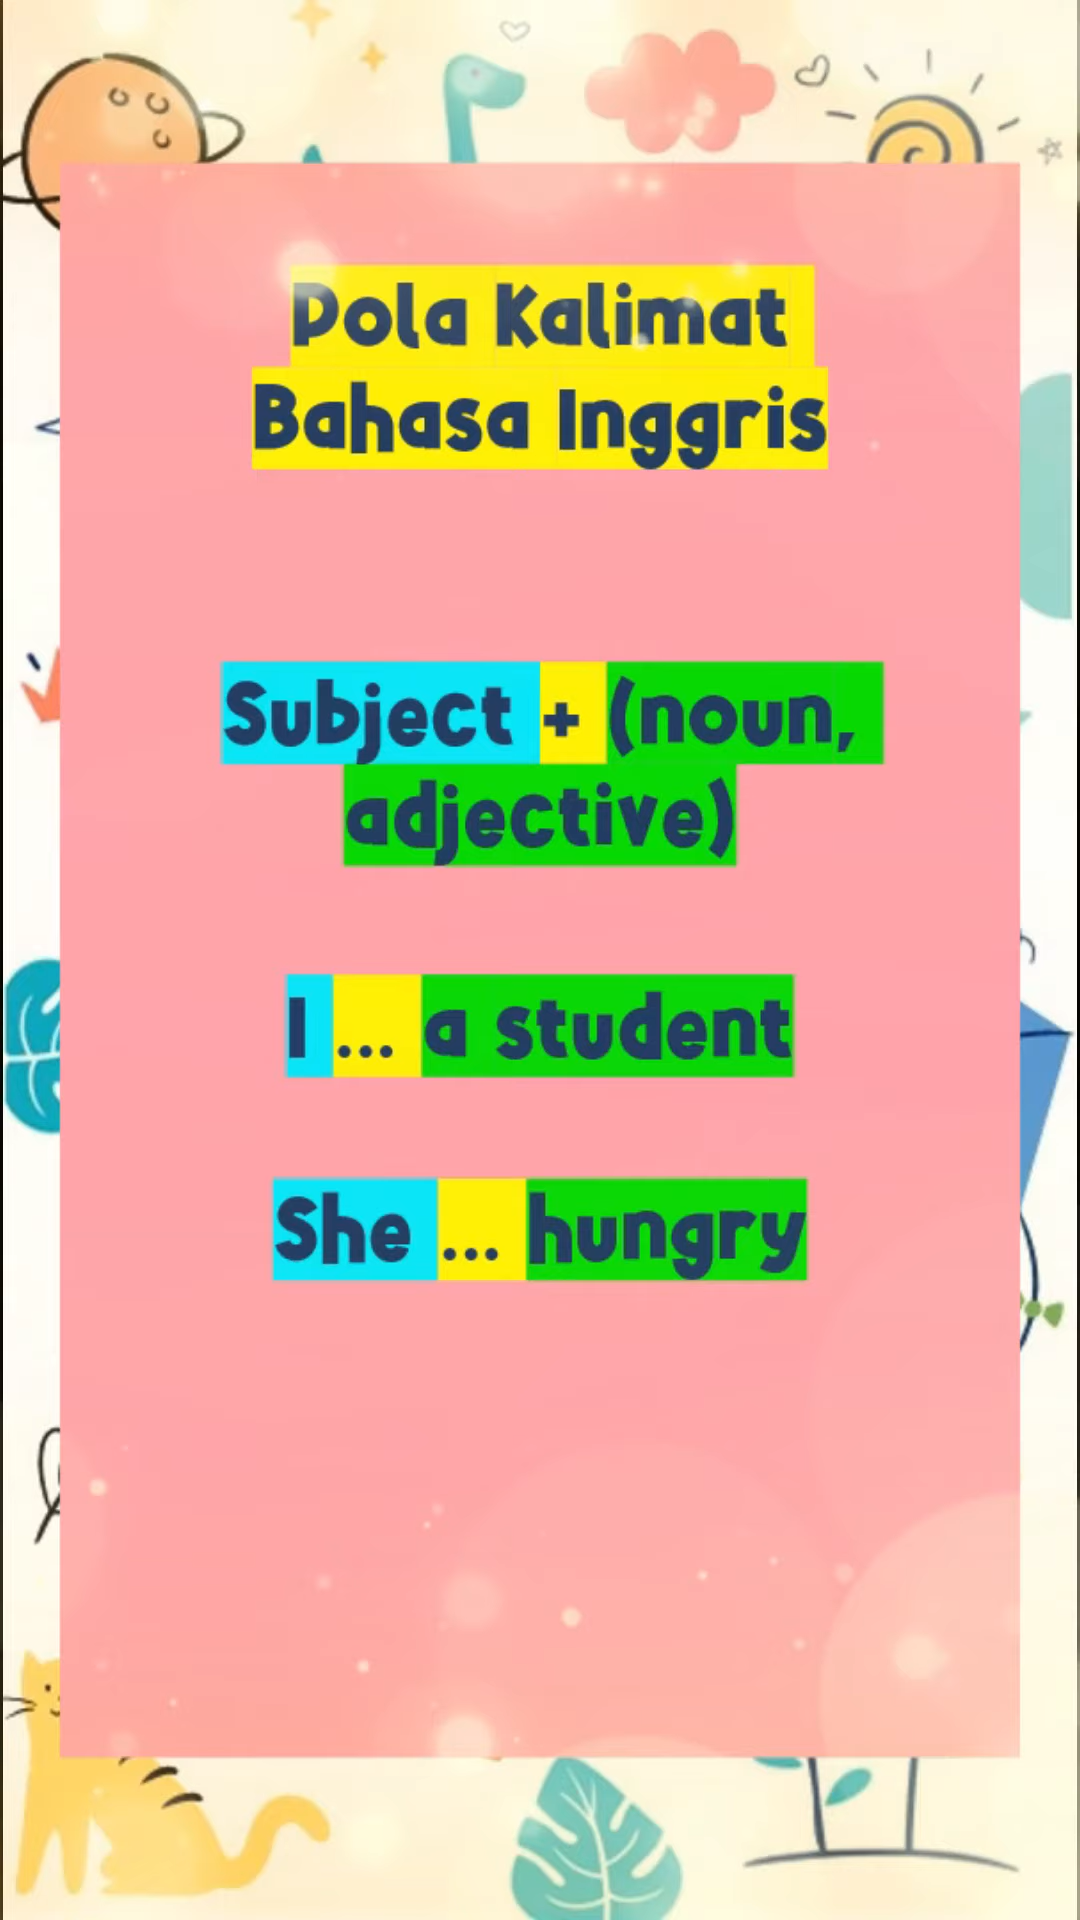 Pola Kalimat
Bahasa Inggris
Subject + (noun,
adjective)
I ... a student
She ... hungry